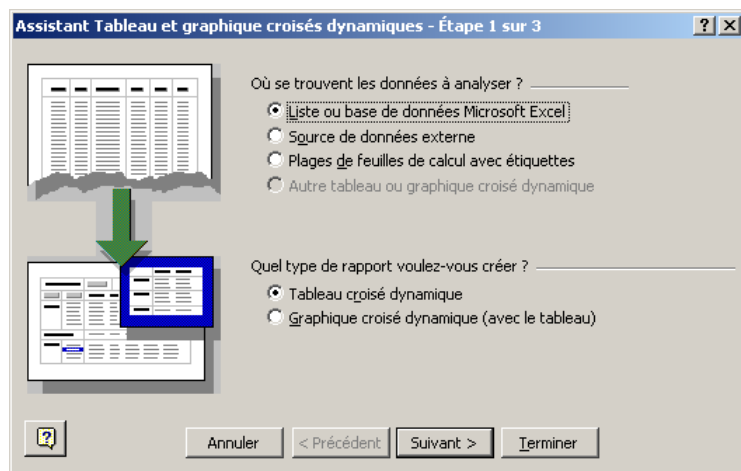 Assistant Tableau et graphique croisés dynamiques - Étape 1 sur 3
Où se trouvent les données à analyser ?
Liste ou base de données Microsoft Excel
Source de données externe
Plages de feuilles de calcul avec étiquettes
Autre tableau ou graphique croisé dynamique
Quel type de rapport voulez-vous créer ?
Tableau croisé dynamique
Graphique croisé dynamique (avec le tableau)
Annuler < Précédent Suivant > Terminer